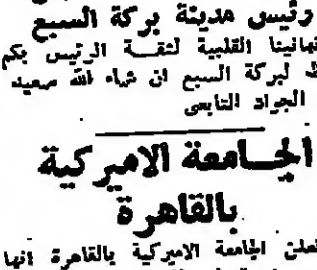 رئيس مدينة بركة السبع
تهانينا القلبية لثقة الرئيس بكم
لبركة السبع ان شاء الله سعيد
الجواد التابعى
الجامعة الاميركية
بالقاهرة
تعلن الجامعة الاميركية بالقاهرة انها